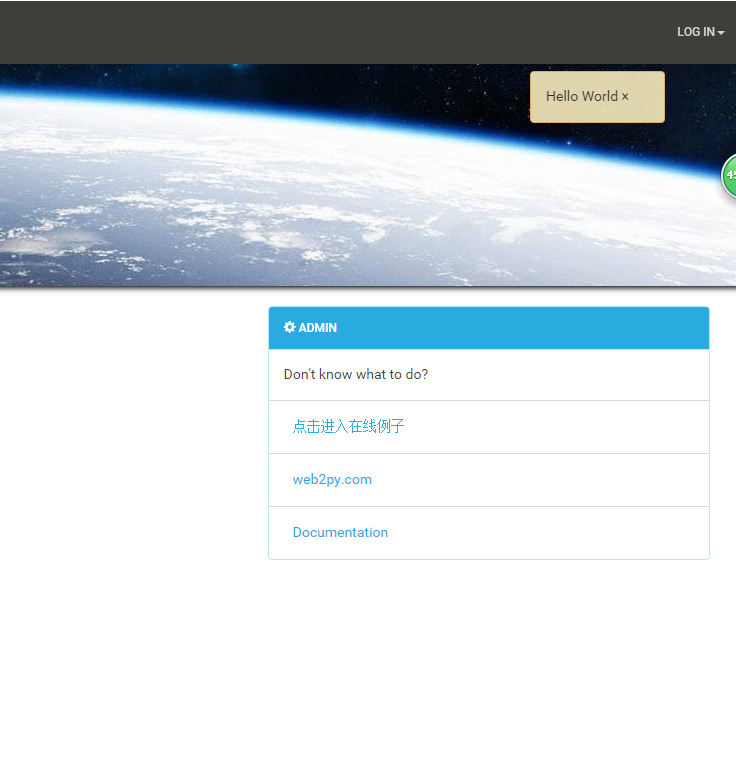 LOG IN
Hello World ×
ADMIN
Don't know what to do?
点击进入在线例子
web2py.com
Documentation